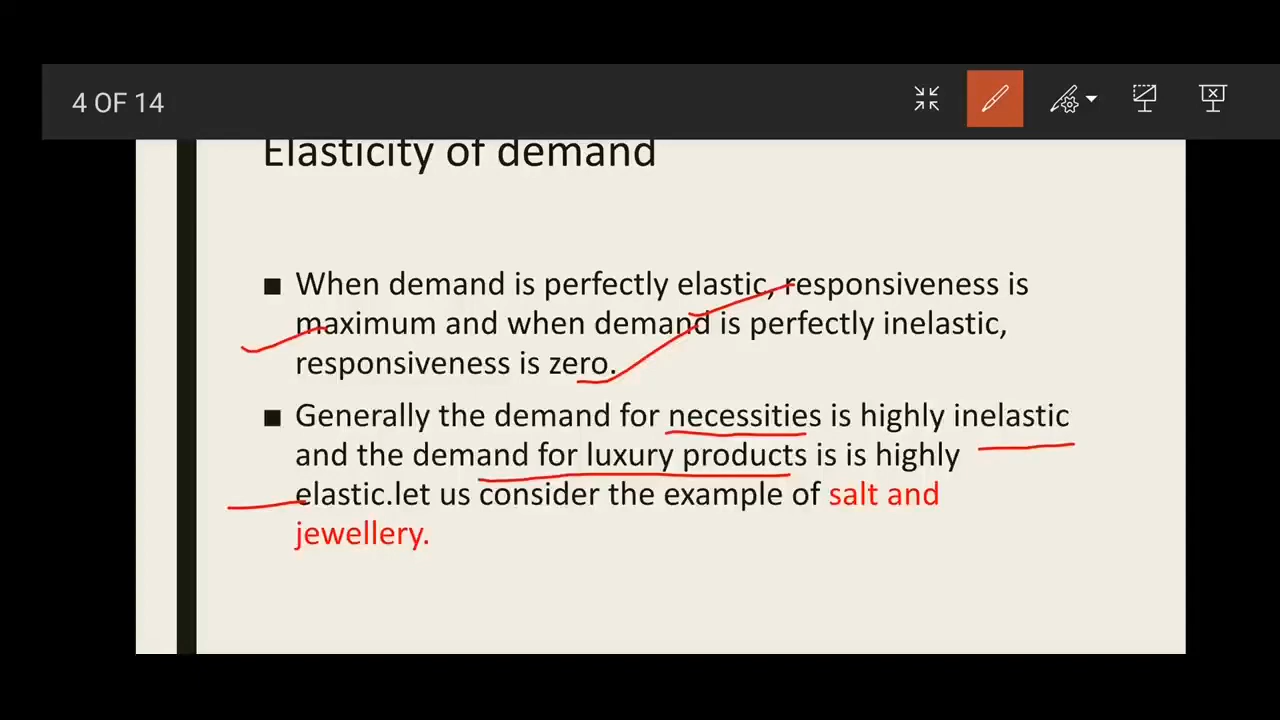 4 OF 14
Elasticity of demand
■ When demand is perfectly elastic, responsiveness is
maximum and when demand is perfectly inelastic,
responsiveness is zero.
■ Generally the demand for necessities is highly inelastic
and the demand for luxury products is is highly
elastic.let us consider the example of salt and
jewellery.